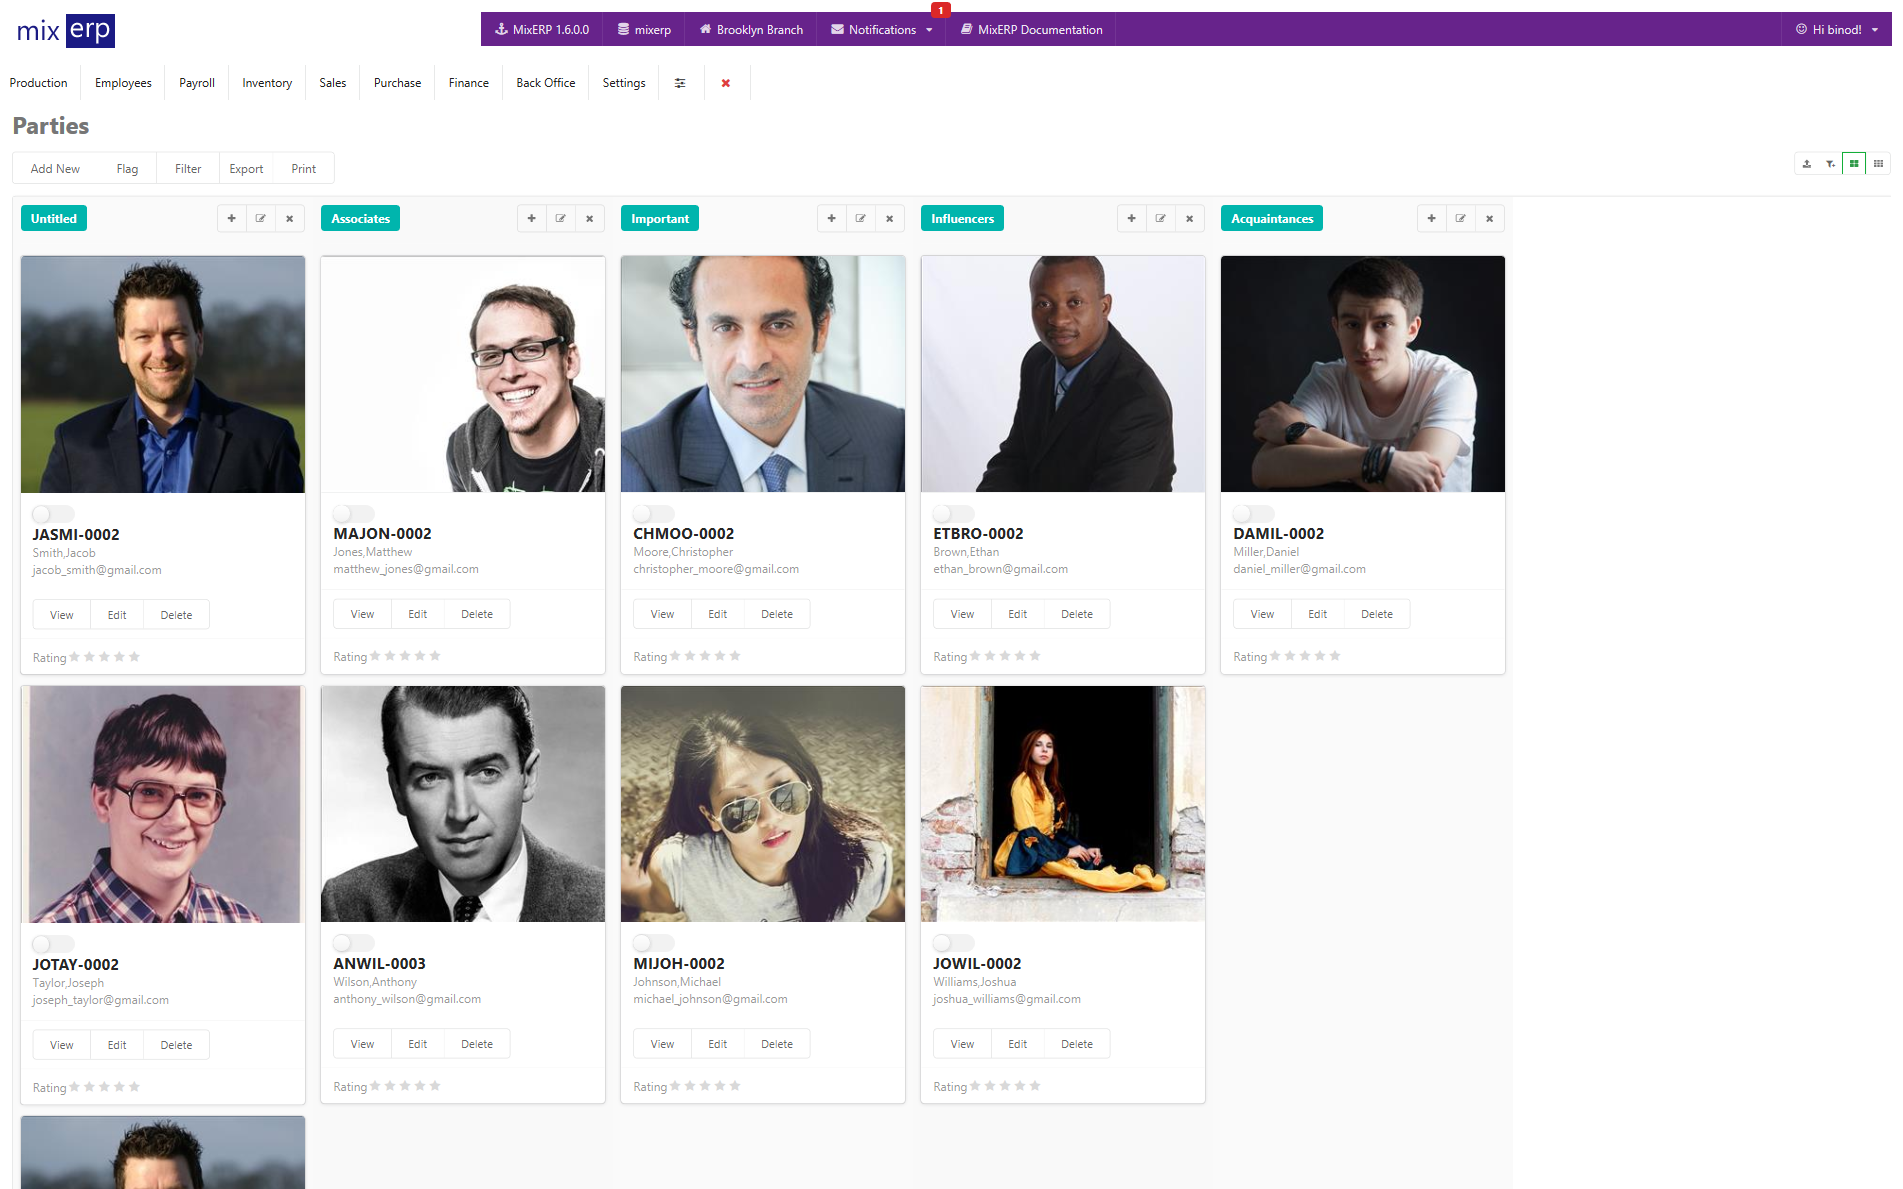 mix erp
MixERP 1.6.0.0 mixerp Brooklyn Branch Notifications 1 MixERP Documentation Hi binod!
Production Employees Payroll Inventory Sales Purchase Finance Back Office Settings
Parties
Add New Flag Filter Export Print
Untitled Associates Important Influencers Acquaintances
JASMI-0002
Smith,Jacob
jacob_smith@gmail.com
View Edit Delete
Rating
MAJON-0002
Jones,Matthew
matthew_jones@gmail.com
View Edit Delete
Rating
CHMOO-0002
Moore,Christopher
christopher_moore@gmail.com
View Edit Delete
Rating
ETBRO-0002
Brown,Ethan
ethan_brown@gmail.com
View Edit Delete
Rating
DAMIL-0002
Miller,Daniel
daniel_miller@gmail.com
View Edit Delete
Rating
JOTAY-0002
Taylor,Joseph
joseph_taylor@gmail.com
View Edit Delete
Rating
ANWIL-0003
Wilson,Anthony
anthony_wilson@gmail.com
View Edit Delete
Rating
MIJOH-0002
Johnson,Michael
michael_johnson@gmail.com
View Edit Delete
Rating
JOWIL-0002
Williams,Joshua
joshua_williams@gmail.com
View Edit Delete
Rating